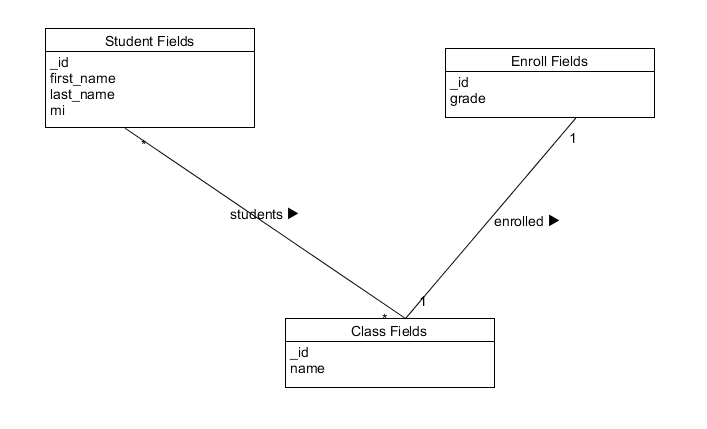 Student Fields
_id
first_name
last_name
mi
Enroll Fields
_id
grade
*
1
students ▶
enrolled ▶
*
1
Class Fields
_id
name